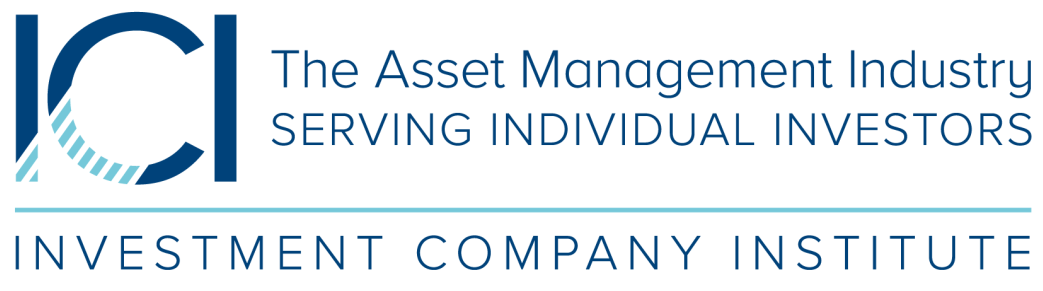 ICI
The Asset Management Industry
SERVING INDIVIDUAL INVESTORS
INVESTMENT COMPANY INSTITUTE